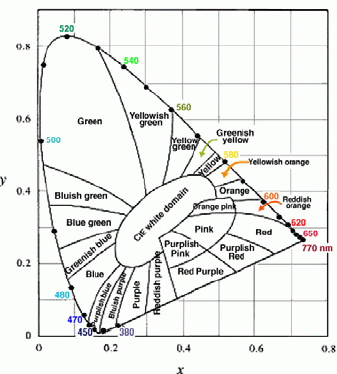 520
0.8
540
560
Green
Yellowish
green
Greenish
yellow
Yellow
green
0.6
Yellow
580
Yellowish orange
500
y
0.4
Orange
600
Reddish
orange
Orange pink
620
650
770 nm
Bluish green
Blue green
Greenish blue
CIE white domain
Pink
Red
Purplish
Pink
Purplish
Red
Red Purple
0.2
Blue
Purplish blue
Bluish purple
Purple
Reddish purple
480
470
450
380
0
0
0.2
0.4
0.6
0.8
x